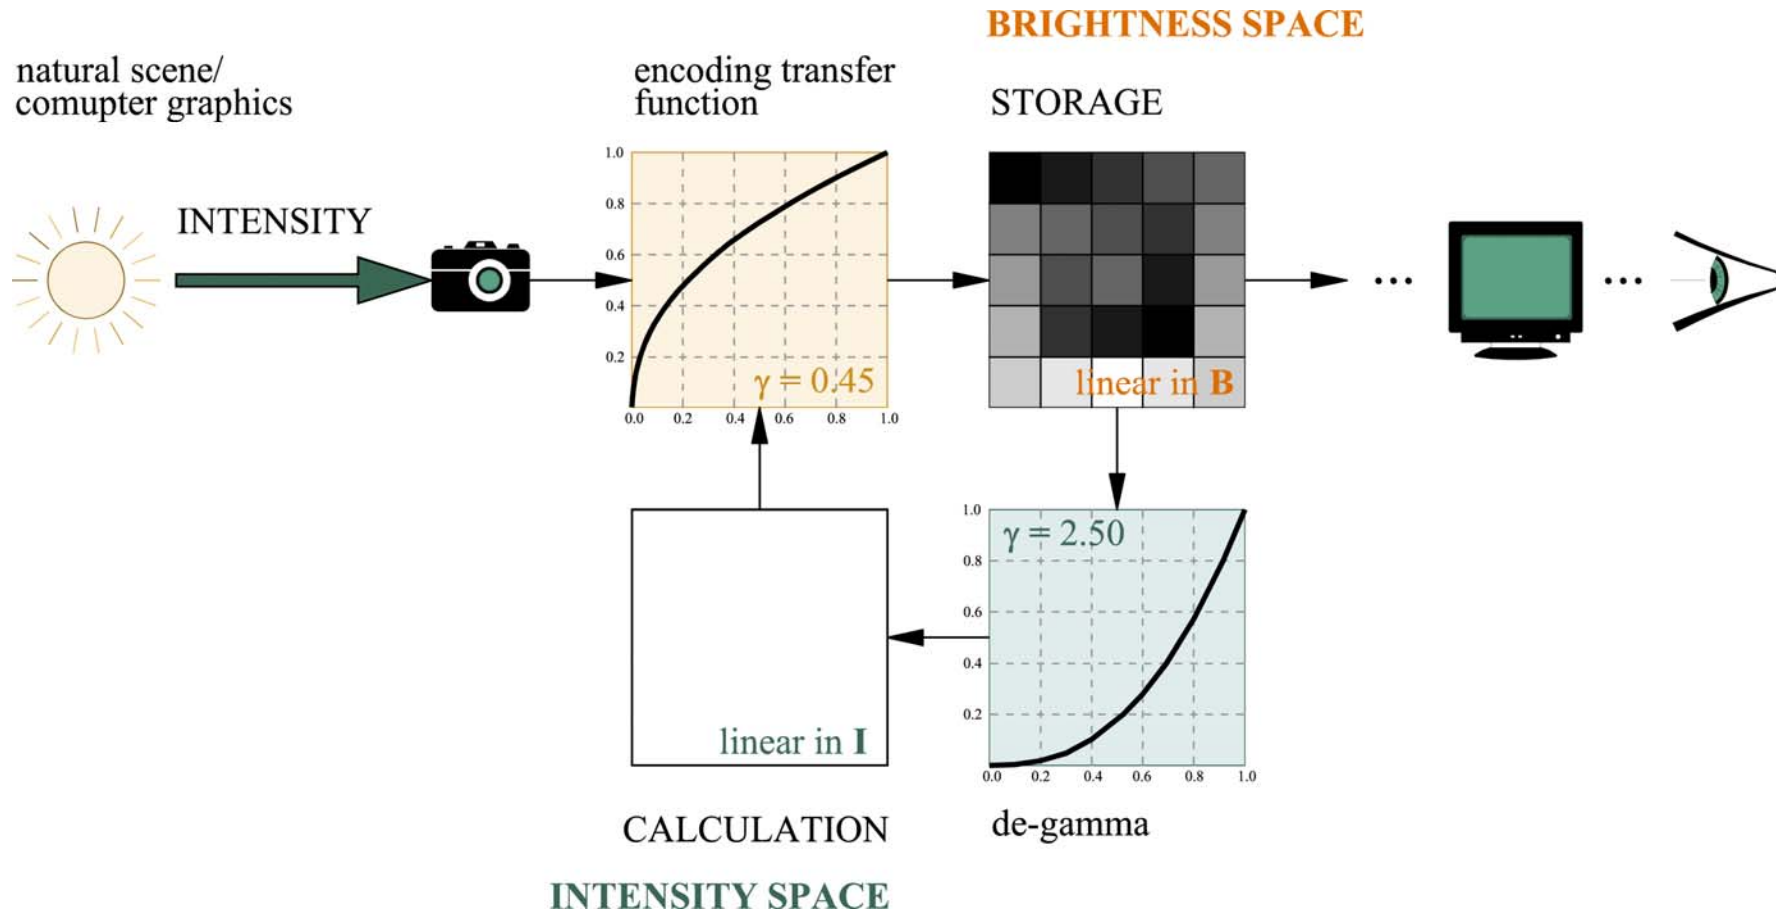 BRIGHTNESS SPACE
natural scene/
comupter graphics
encoding transfer
function
STORAGE
INTENSITY
1.0
0.8
0.6
0.4
0.2
0.0 0.2 0.4 0.6 0.8 1.0
γ = 0.45
linear in B
...
...
1.0
0.8
0.6
0.4
0.2
0.0 0.2 0.4 0.6 0.8 1.0
γ = 2.50
linear in I
CALCULATION
de-gamma
INTENSITY SPACE